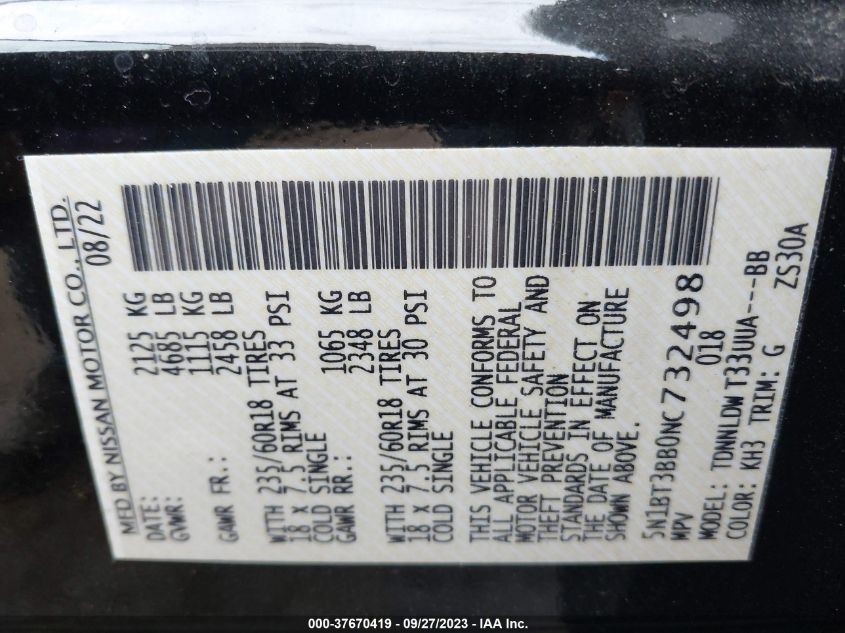 MFD BY NISSAN MOTOR CO., LTD.
DATE: 08/22
GVWR: 2125 KG
4685 LB
1115 KG
GAWR FR.: 2458 LB
WITH 235/60R18 TIRES
18 x 7.5 RIMS AT 33 PSI
COLD SINGLE
GAWR RR.: 1065 KG
2348 LB
WITH 235/60R18 TIRES
18 x 7.5 RIMS AT 30 PSI
COLD SINGLE
THIS VEHICLE CONFORMS TO
ALL APPLICABLE FEDERAL
MOTOR VEHICLE SAFETY AND
THEFT PREVENTION
STANDARDS IN EFFECT ON
THE DATE OF MANUFACTURE
SHOWN ABOVE.
5N1BT3BB0NC732498
MPV 018
MODEL: TDNNLDW T33UUA---BB
COLOR: KH3 TRIM: G ZS30A
000-37670419 - 09/27/2023 - IAA Inc.